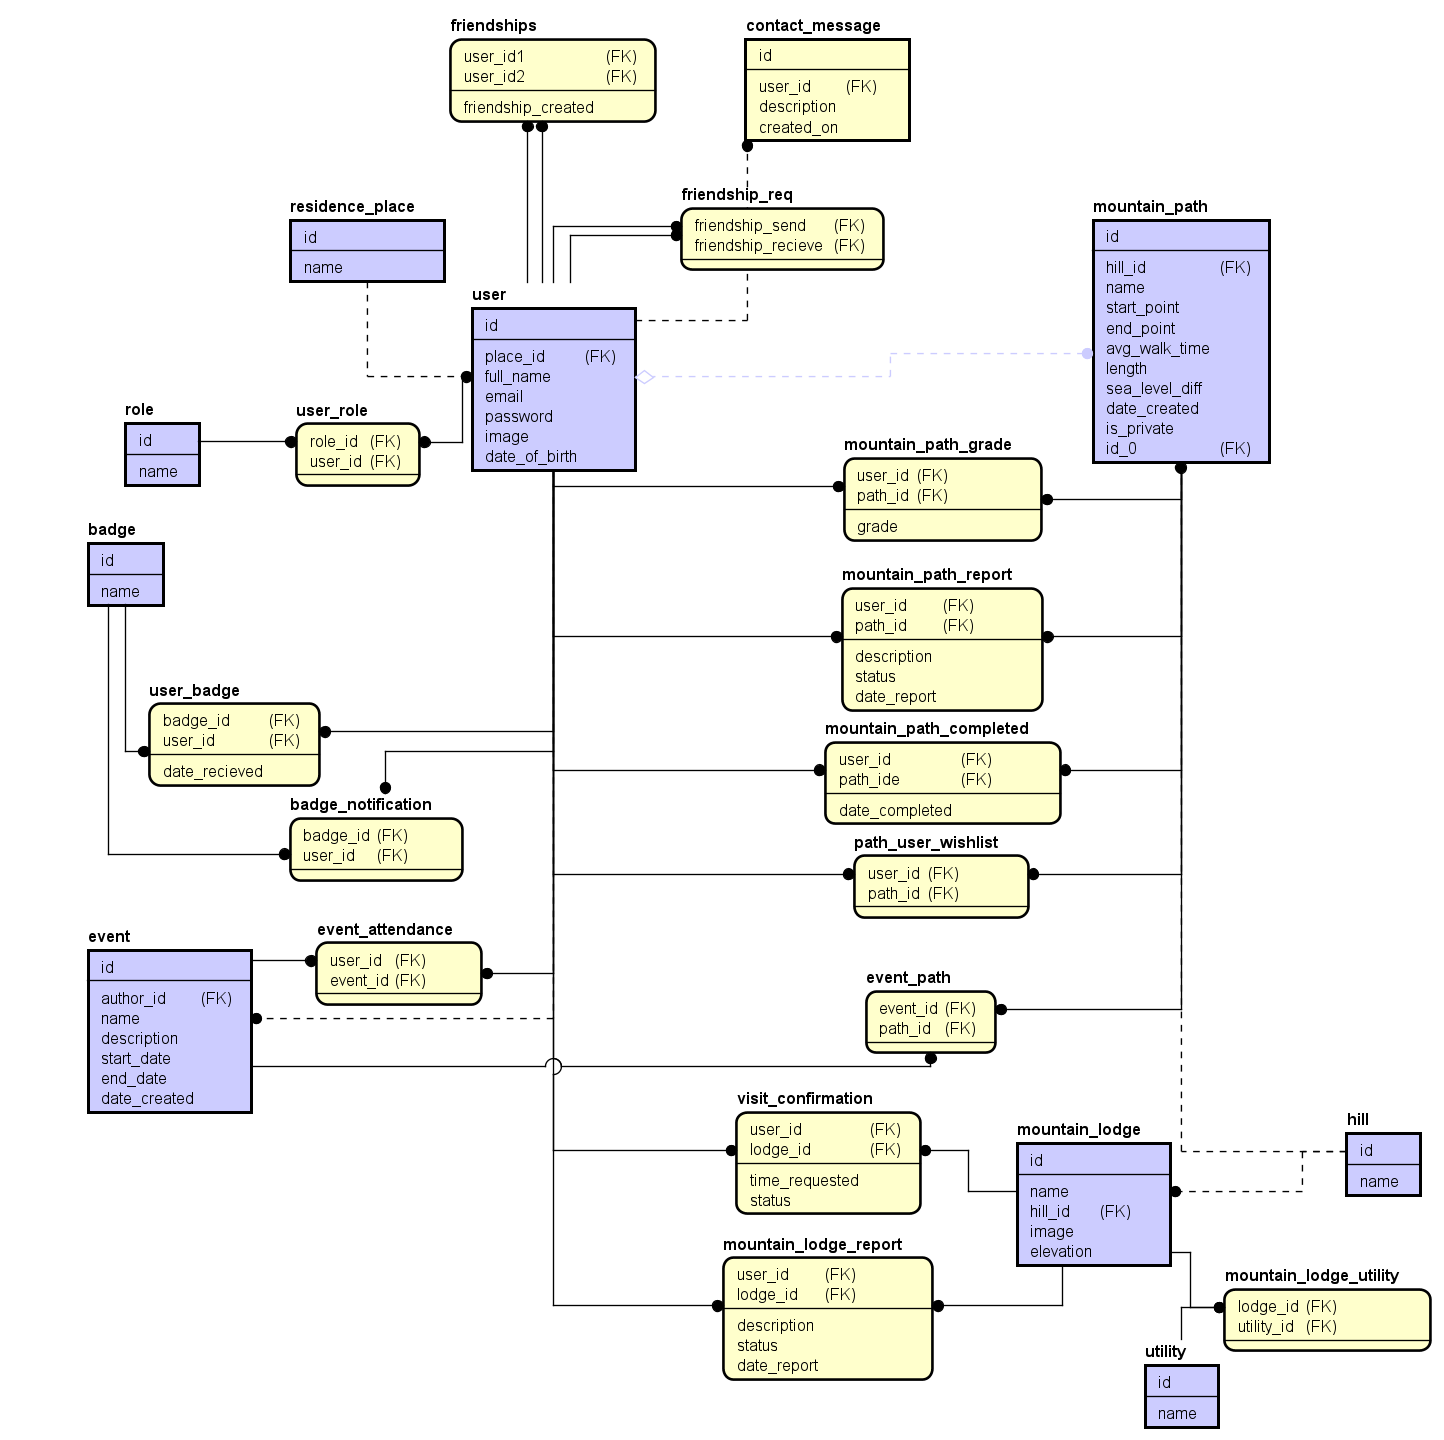 friendships
user_id1 (FK)
user_id2 (FK)
friendship_created
contact_message
id
user_id (FK)
description
created_on
friendship_req
friendship_send (FK)
friendship_recieve (FK)
residence_place
id
name
mountain_path
id
hill_id (FK)
name
start_point
end_point
avg_walk_time
length
sea_level_diff
date_created
is_private
id_0 (FK)
user
id
place_id (FK)
full_name
email
password
image
date_of_birth
role
id
name
user_role
role_id (FK)
user_id (FK)
mountain_path_grade
user_id (FK)
path_id (FK)
grade
badge
id
name
mountain_path_report
user_id (FK)
path_id (FK)
description
status
date_report
user_badge
badge_id (FK)
user_id (FK)
date_recieved
mountain_path_completed
user_id (FK)
path_ide (FK)
date_completed
badge_notification
badge_id (FK)
user_id (FK)
path_user_wishlist
user_id (FK)
path_id (FK)
event
id
author_id (FK)
name
description
start_date
end_date
date_created
event_attendance
user_id (FK)
event_id (FK)
event_path
event_id (FK)
path_id (FK)
visit_confirmation
user_id (FK)
lodge_id (FK)
time_requested
status
mountain_lodge
id
name
hill_id (FK)
image
elevation
hill
id
name
mountain_lodge_report
user_id (FK)
lodge_id (FK)
description
status
date_report
mountain_lodge_utility
lodge_id (FK)
utility_id (FK)
utility
id
name